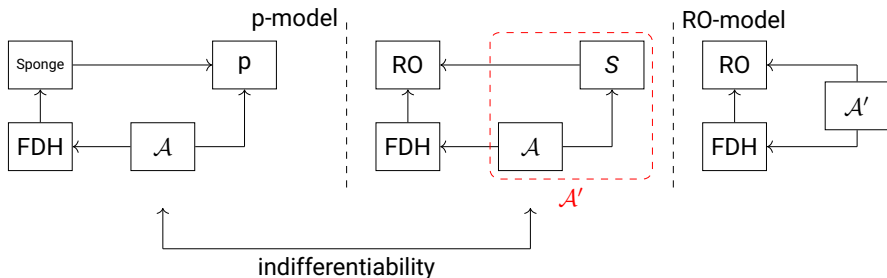 p-model
RO-model
Sponge
p
RO
S
RO
FDH
𝒜
FDH
𝒜
FDH
𝒜′
𝒜′
indifferentiability